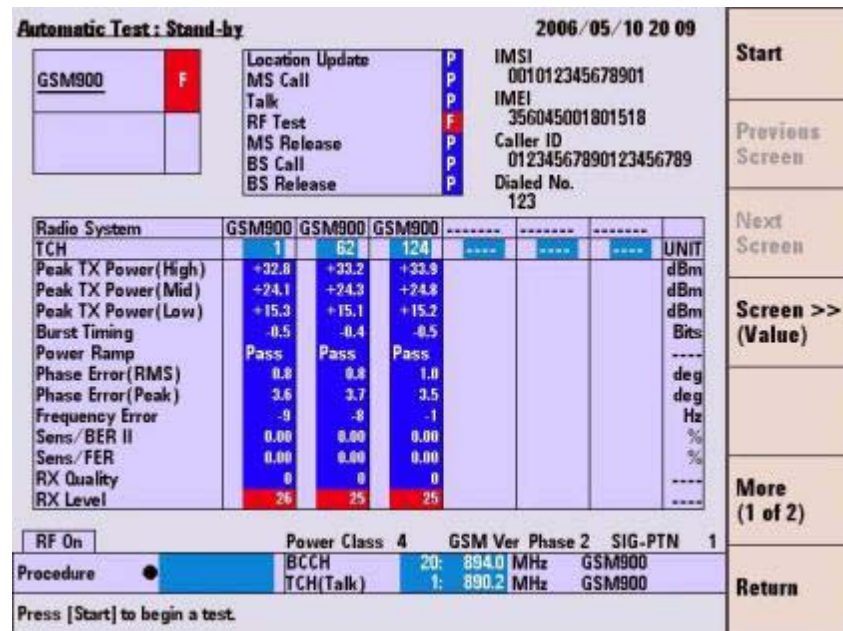 Automatic Test : Stand-by 2006/05/10 20 09
GSM900 F
Location Update P
MS Call P
Talk P
RF Test F
MS Release P
BS Call P
BS Release P
IMSI
001012345678901
IMEI
356045001801518
Caller ID
01234567890123456789
Dialed No.
123
Radio System GSM900 GSM900 GSM900 ------- ------- -------
TCH 1 62 124 ---- ---- ---- UNIT
Peak TX Power(High) +32.8 +33.2 +33.9 dBm
Peak TX Power(Mid) +24.1 +24.3 +24.8 dBm
Peak TX Power(Low) +15.3 +15.1 +15.2 dBm
Burst Timing -0.5 -0.4 -0.5 Bits
Power Ramp Pass Pass Pass ----
Phase Error(RMS) 0.8 0.8 1.0 deg
Phase Error(Peak) 3.6 3.7 3.5 deg
Frequency Error -9 -8 -1 Hz
Sens/BER II 0.00 0.00 0.00 %
Sens/FER 0.00 0.00 0.00 %
RX Quality 0 0 0 ----
RX Level 26 25 25 ----
RF On Power Class 4 GSM Ver Phase 2 SIG-PTN 1
Procedure ●
BCCH 20: 894.0 MHz GSM900
TCH(Talk) 1: 890.2 MHz GSM900
Press [Start] to begin a test.
Start
Previous
Screen
Next
Screen
Screen >>
(Value)
More
(1 of 2)
Return